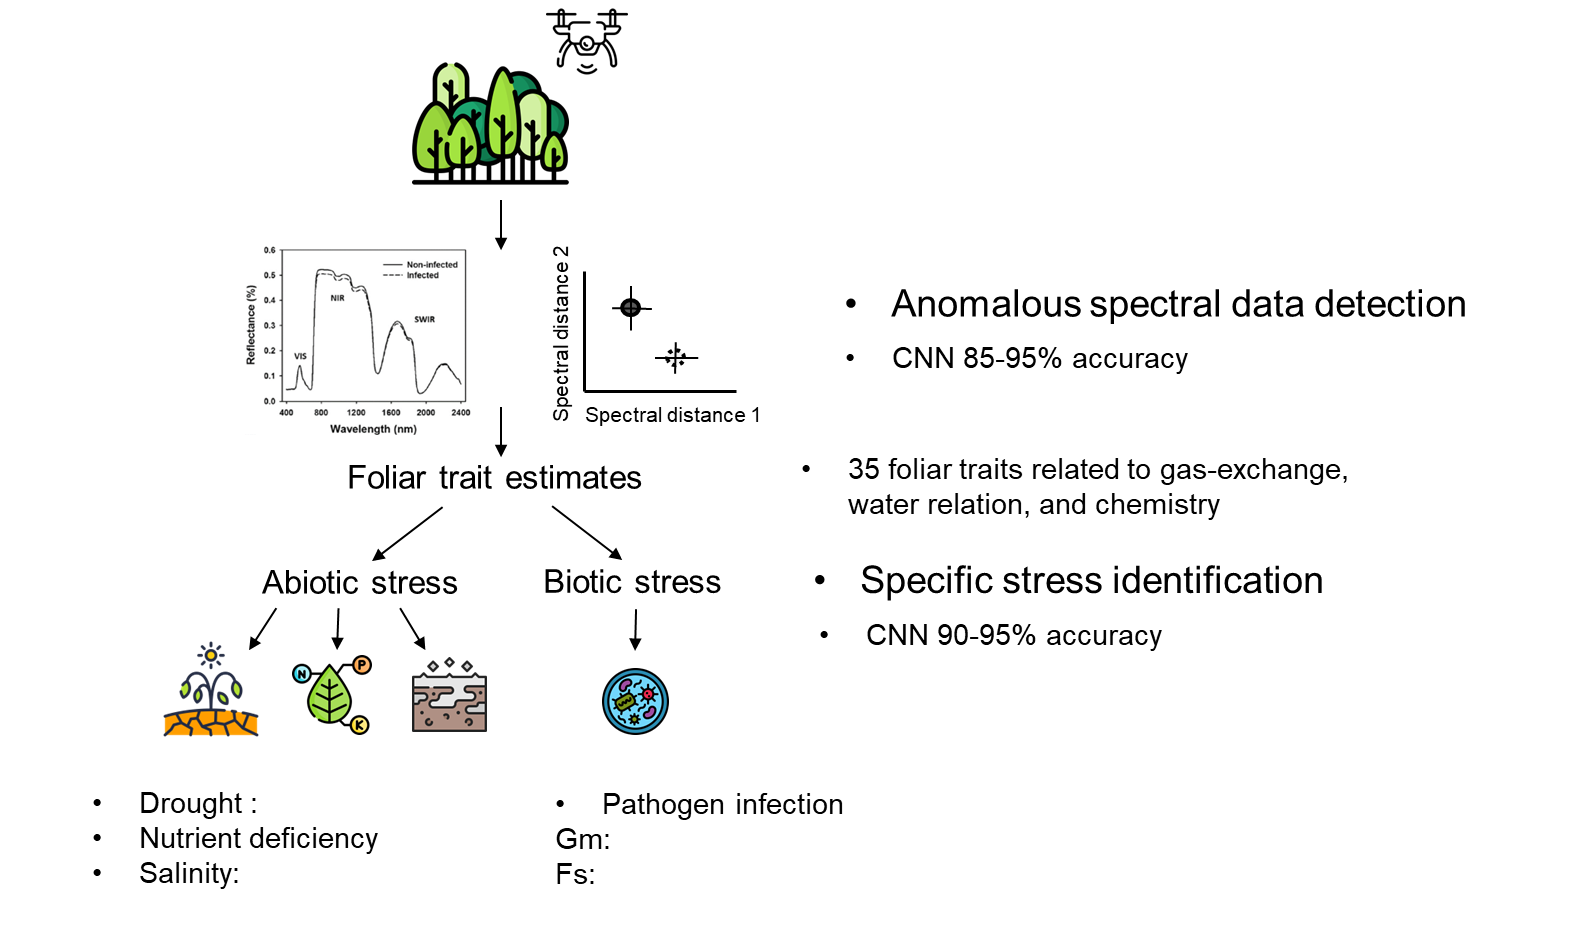 0.6
0.5
0.4
0.3
0.2
0.1
0.0
Reflectance (%)
Non-infected
Infected
NIR
SWIR
VIS
400 800 1200 1600 2000 2400
Wavelength (nm)
Spectral distance 2
Spectral distance 1
• Anomalous spectral data detection
• CNN 85-95% accuracy
Foliar trait estimates
• 35 foliar traits related to gas-exchange,
water relation, and chemistry
Abiotic stress
Biotic stress
• Specific stress identification
• CNN 90-95% accuracy
N P
K
• Drought :
• Nutrient deficiency
• Salinity:
• Pathogen infection
Gm:
Fs: